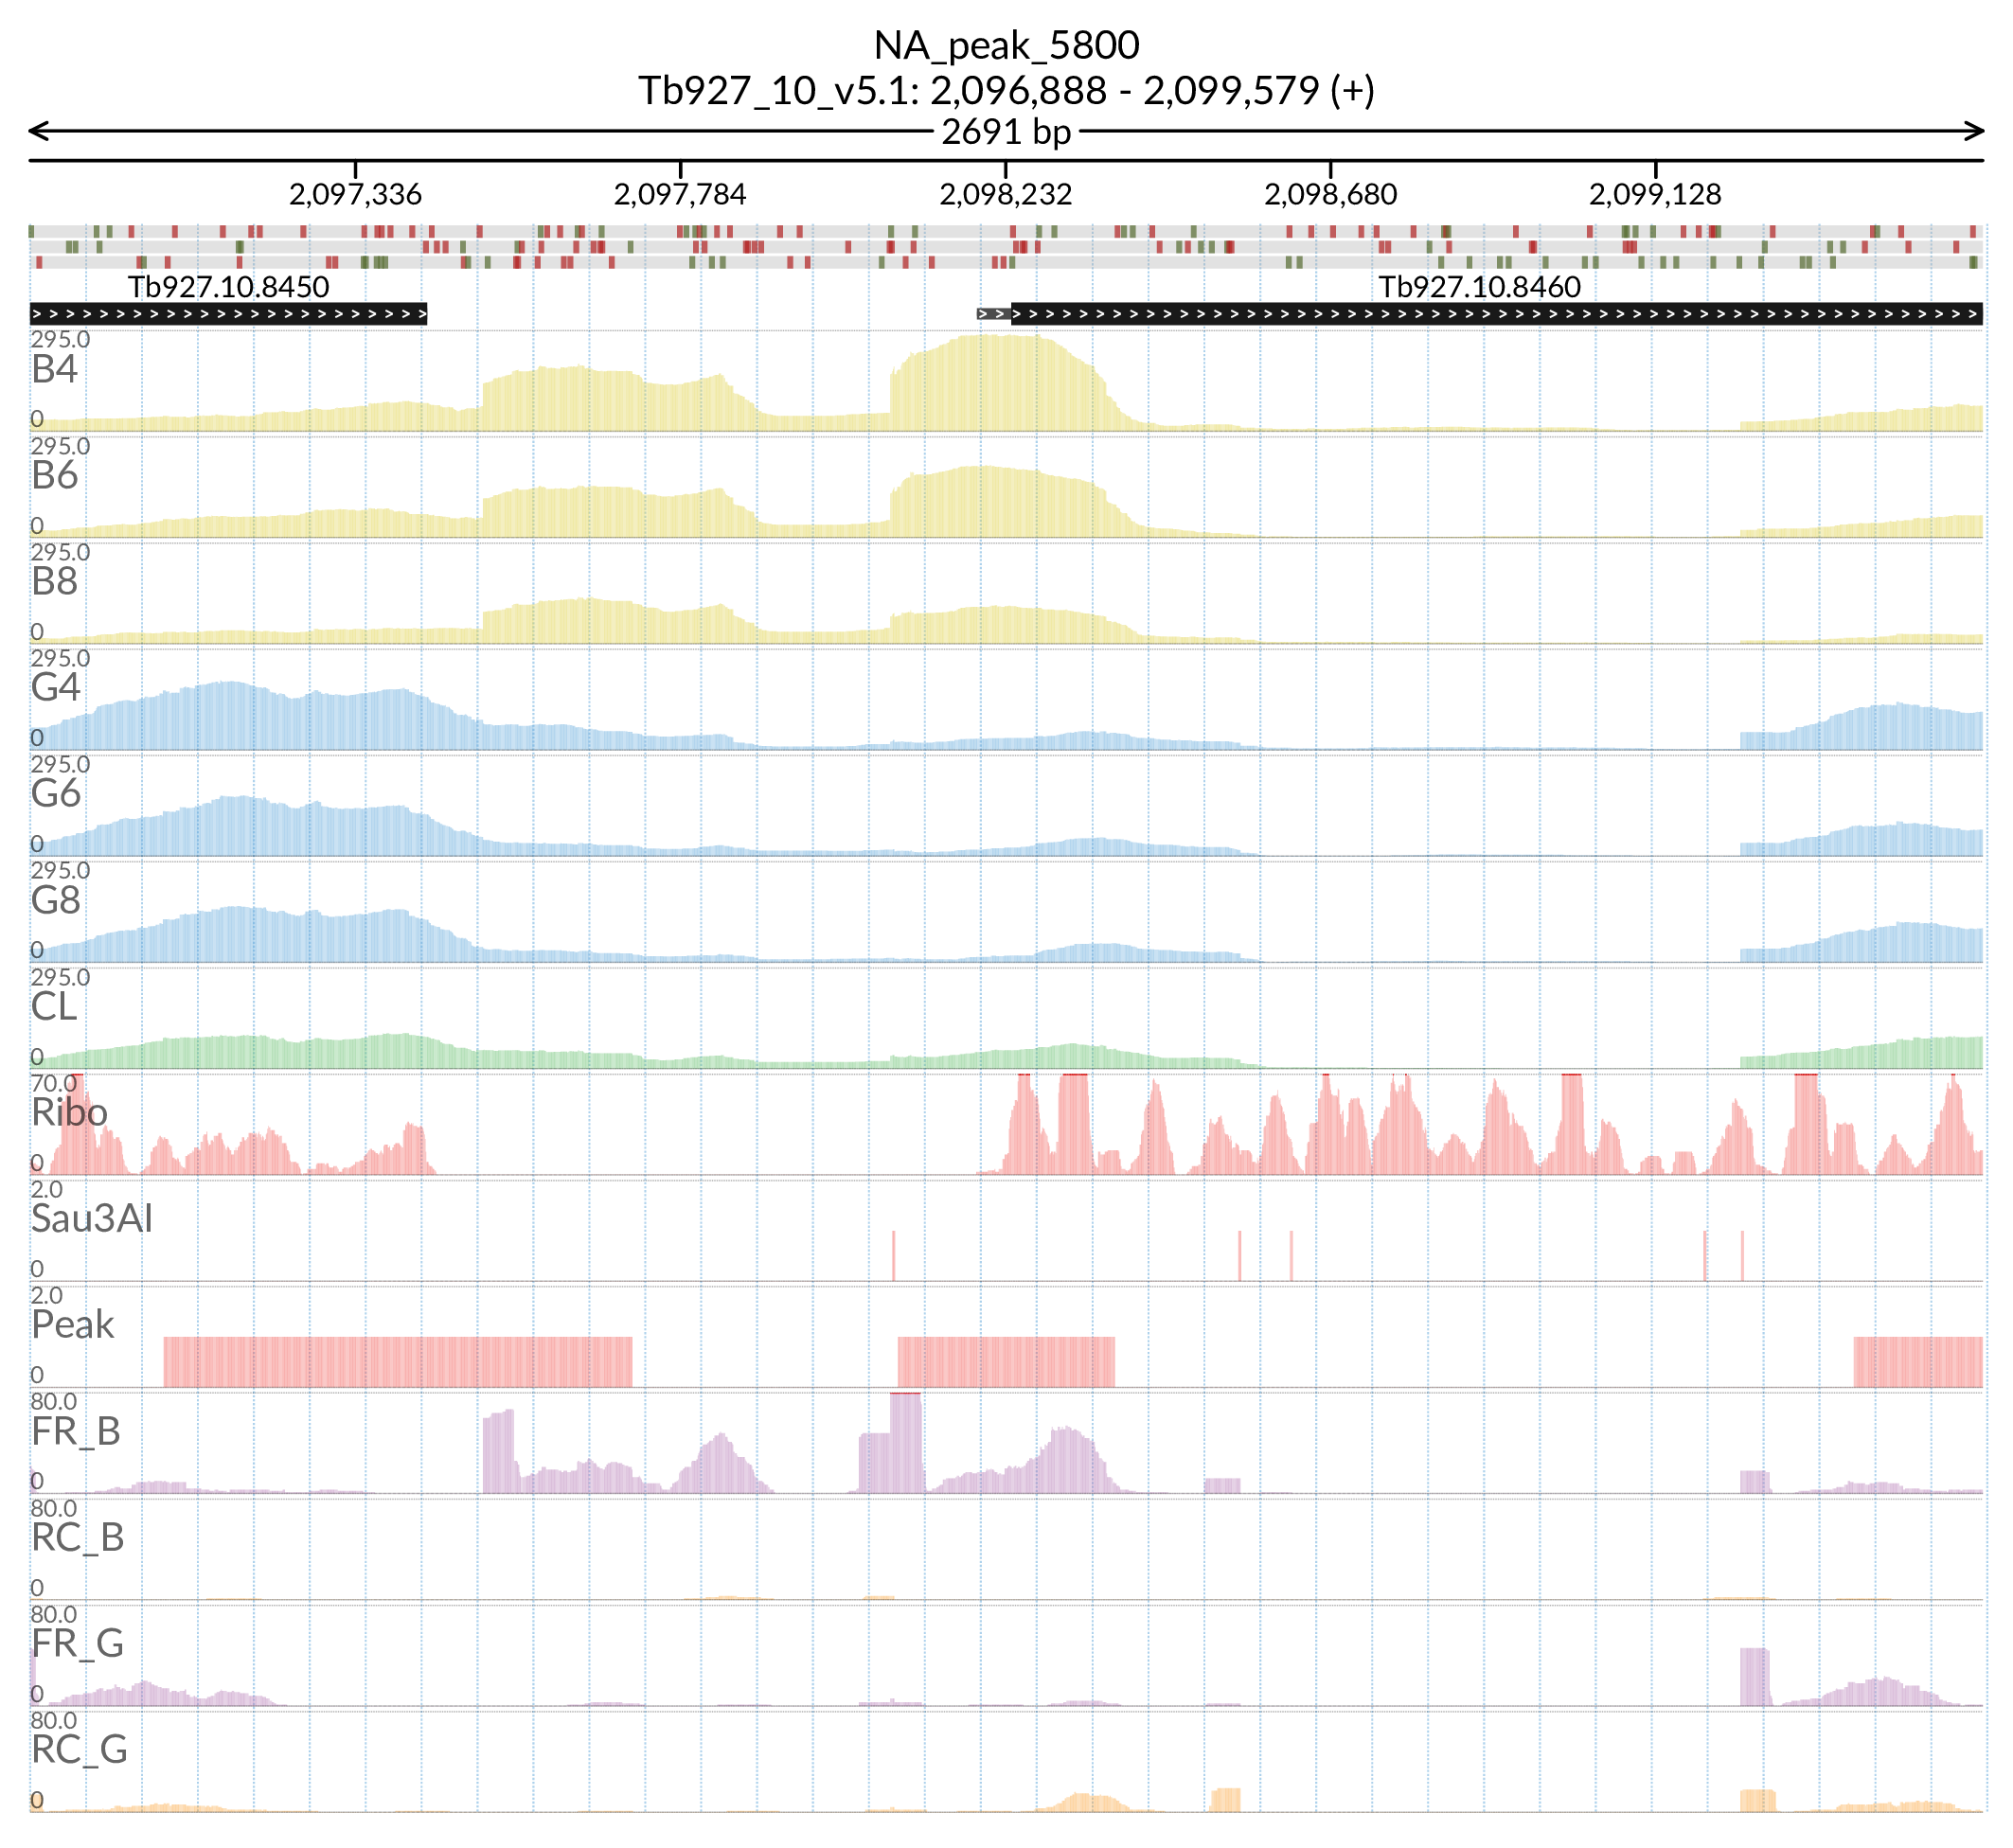 NA_peak_5800
Tb927_10_v5.1: 2,096,888 - 2,099,579 (+)
2691 bp
2,097,336 2,097,784 2,098,232 2,098,680 2,099,128
Tb927.10.8450 Tb927.10.8460
295.0
B4
0
295.0
B6
0
295.0
B8
0
295.0
G4
0
295.0
G6
0
295.0
G8
0
295.0
CL
0
70.0
Ribo
0
2.0
Sau3AI
0
2.0
Peak
0
80.0
FR_B
0
80.0
RC_B
0
80.0
FR_G
0
80.0
RC_G
0